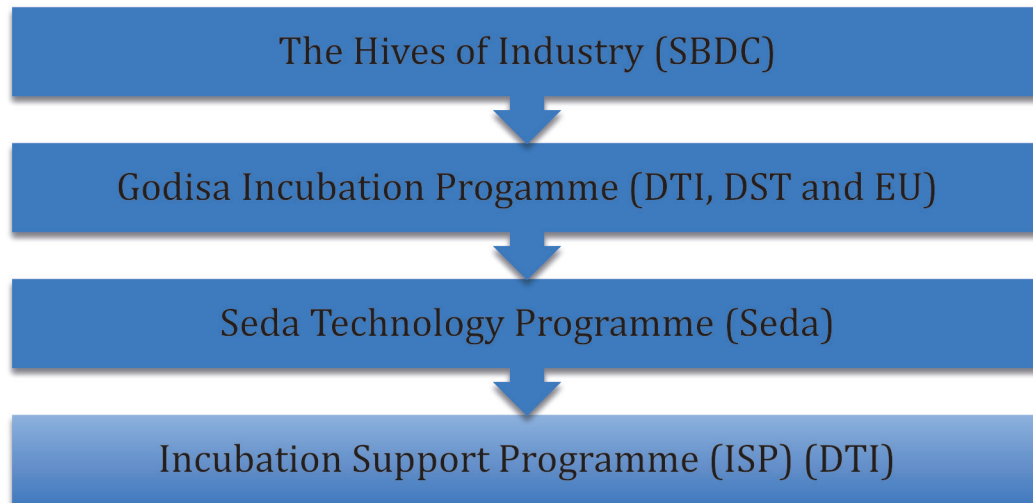 The Hives of Industry (SBDC)
Godisa Incubation Progamme (DTI, DST and EU)
Seda Technology Programme (Seda)
Incubation Support Programme (ISP) (DTI)